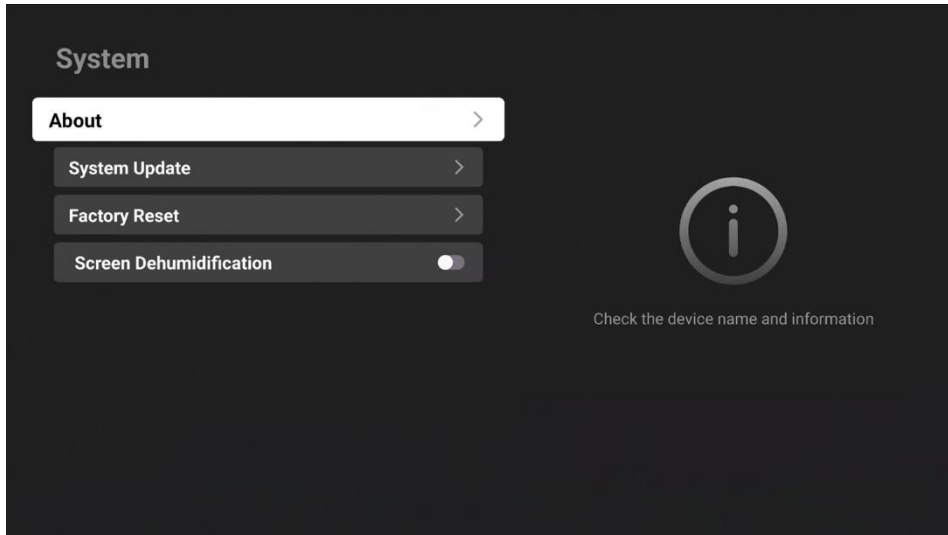 System
About
System Update
Factory Reset
Screen Dehumidification
Check the device name and information